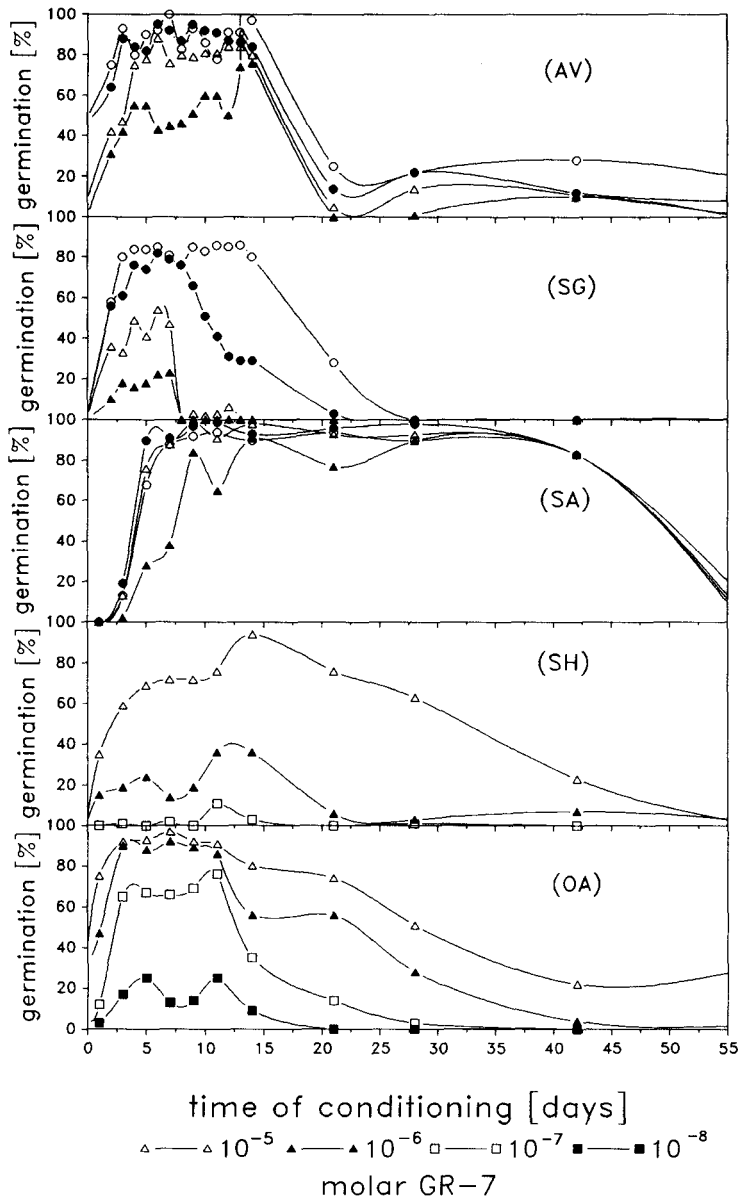 100
80
60
40
20
germination [%]
(AV)
100
80
40
20
germination [%]
(SG)
100
80
60
20
germination [%]
(SA)
100
80
40
20
germination [%]
(SH)
100
80
60
40
20
0
germination [%]
(OA)
0 5 10 15 20 25 30 35 40 45 50 55
time of conditioning [days]
10⁻⁵ 10⁻⁶ 10⁻⁷ 10⁻⁸
molar GR-7